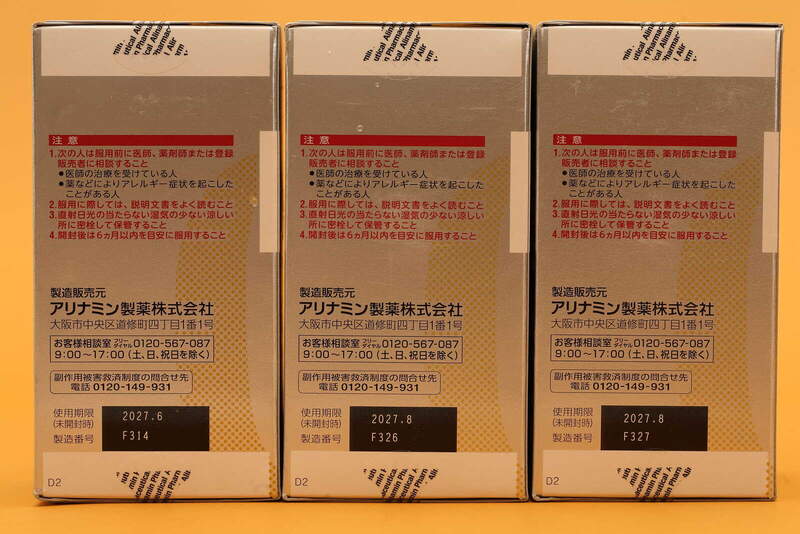 注意
1.次の人は服用前に医師、薬剤師または登録
販売者に相談すること
●医師の治療を受けている人
●薬などによりアレルギー症状を起こした
ことがある人
2.服用に際しては、説明文書をよく読むこと
3.直射日光の当たらない湿気の少ない涼しい
所に密栓して保管すること
4.開封後は6ヵ月以内を目安に服用すること
製造販売元
アリナミン製薬株式会社
大阪市中央区道修町四丁目1番1号
お客様相談室 フリーダイヤル 0120-567-087
9:00~17:00(土、日、祝日を除く)
副作用被害救済制度の問合せ先
電話 0120-149-931
使用期限
(未開封時)
2027.6
製造番号
F314
D2
注意
1.次の人は服用前に医師、薬剤師または登録
販売者に相談すること
●医師の治療を受けている人
●薬などによりアレルギー症状を起こした
ことがある人
2.服用に際しては、説明文書をよく読むこと
3.直射日光の当たらない湿気の少ない涼しい
所に密栓して保管すること
4.開封後は6ヵ月以内を目安に服用すること
製造販売元
アリナミン製薬株式会社
大阪市中央区道修町四丁目1番1号
お客様相談室 フリーダイヤル 0120-567-087
9:00~17:00(土、日、祝日を除く)
副作用被害救済制度の問合せ先
電話 0120-149-931
使用期限
(未開封時)
2027.8
製造番号
F326
D2
注意
1.次の人は服用前に医師、薬剤師または登録
販売者に相談すること
●医師の治療を受けている人
●薬などによりアレルギー症状を起こした
ことがある人
2.服用に際しては、説明文書をよく読むこと
3.直射日光の当たらない湿気の少ない涼しい
所に密栓して保管すること
4.開封後は6ヵ月以内を目安に服用すること
製造販売元
アリナミン製薬株式会社
大阪市中央区道修町四丁目1番1号
お客様相談室 フリーダイヤル 0120-567-087
9:00~17:00(土、日、祝日を除く)
副作用被害救済制度の問合せ先
電話 0120-149-931
使用期限
(未開封時)
2027.8
製造番号
F327
D2